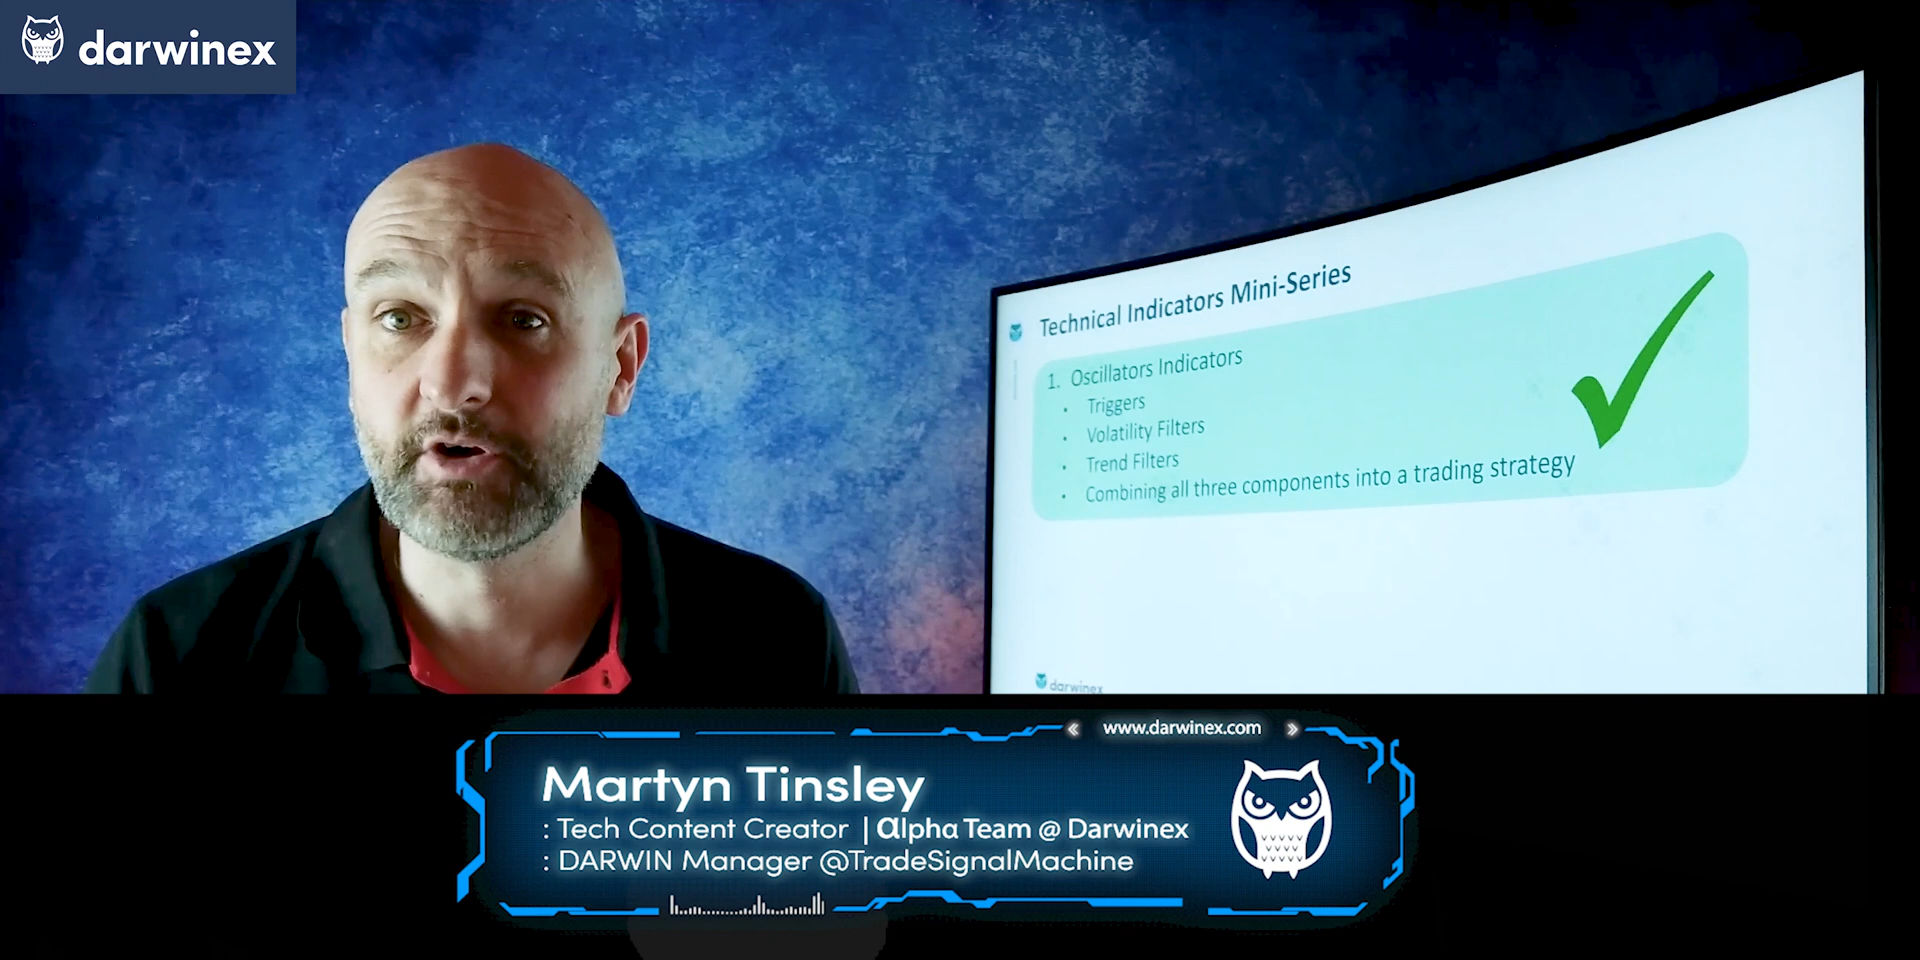 darwinex
Technical Indicators Mini-Series
1. Oscillators Indicators
• Triggers
• Volatility Filters
• Trend Filters
• Combining all three components into a trading strategy
darwinex
www.darwinex.com
Martyn Tinsley
: Tech Content Creator | αlpha Team @ Darwinex
: DARWIN Manager @TradeSignalMachine